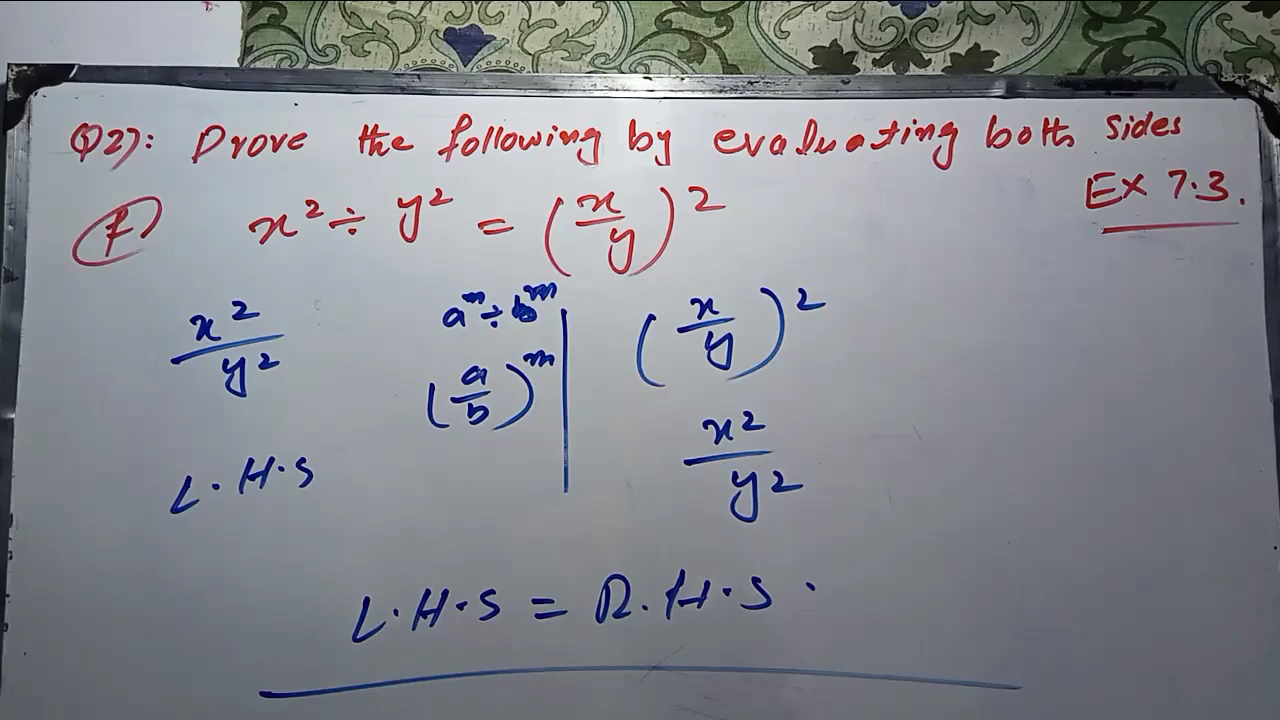 Q2): Prove the following by evaluating both sides
EX 7.3.
F x² ÷ y² = (x/y)²
x²/y²
aᵐ ÷ bᵐ
(a/b)ᵐ
L.H.S
(x/y)²
x²/y²
L.H.S = R.H.S.